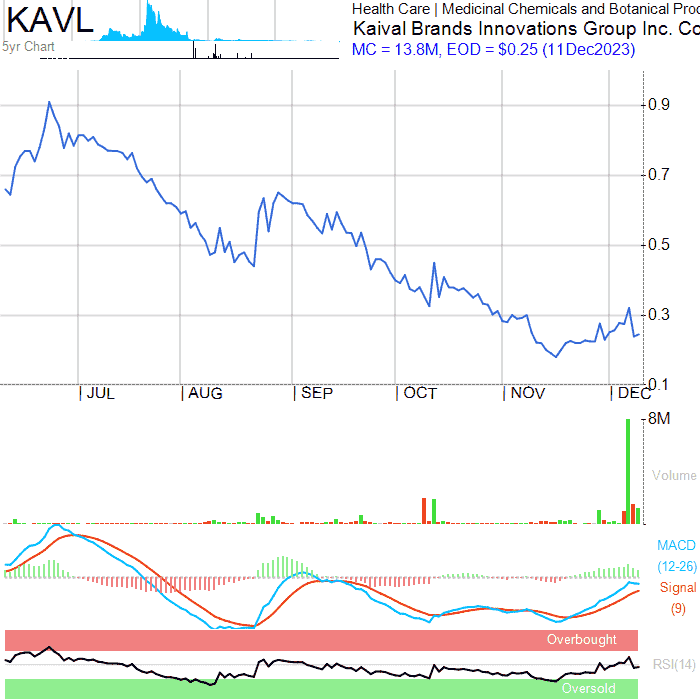 KAVL
5yr Chart
Health Care | Medicinal Chemicals and Botanical Proc
Kaival Brands Innovations Group Inc. Co
MC = 13.8M, EOD = $0.25 (11Dec2023)
0.9
0.7
0.5
0.3
0.1
JUL AUG SEP OCT NOV DEC
8M
Volume
MACD
(12-26)
Signal
(9)
Overbought
RSI(14)
Oversold